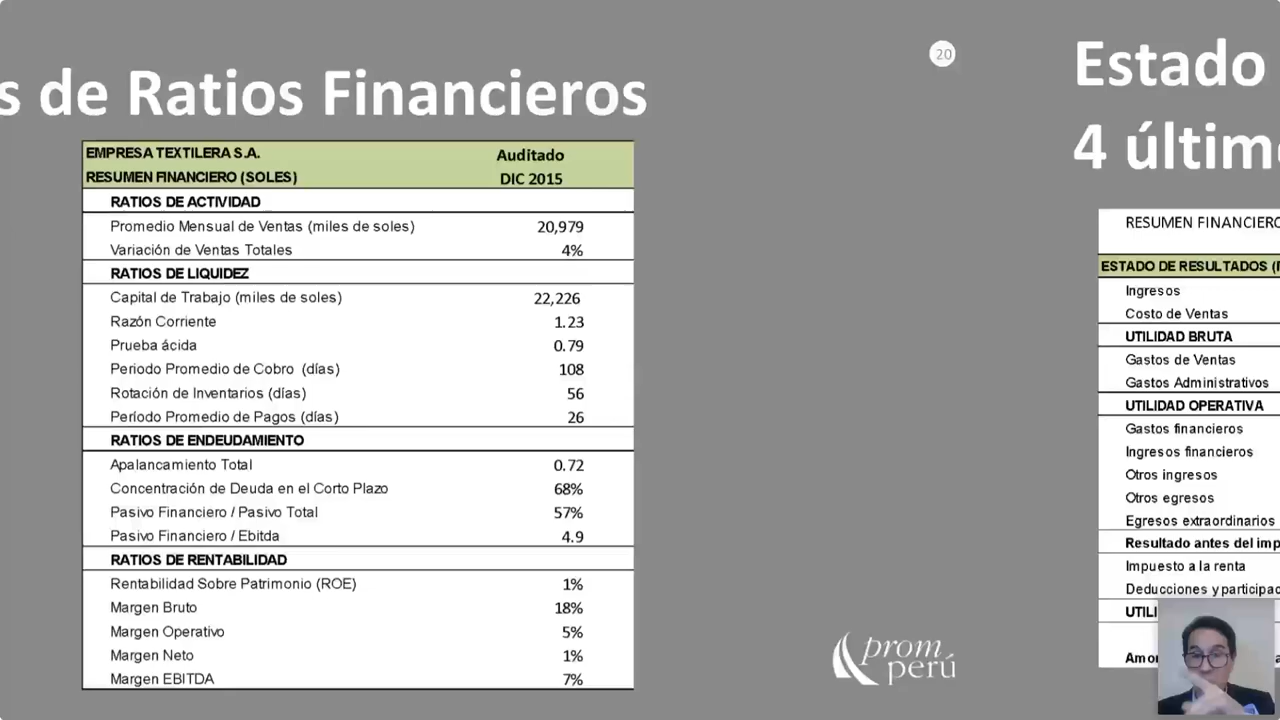 s de Ratios Financieros
EMPRESA TEXTILERA S.A. Auditado
RESUMEN FINANCIERO (SOLES) DIC 2015
RATIOS DE ACTIVIDAD
Promedio Mensual de Ventas (miles de soles) 20,979
Variación de Ventas Totales 4%
RATIOS DE LIQUIDEZ
Capital de Trabajo (miles de soles) 22,226
Razón Corriente 1.23
Prueba ácida 0.79
Periodo Promedio de Cobro (días) 108
Rotación de Inventarios (días) 56
Período Promedio de Pagos (días) 26
RATIOS DE ENDEUDAMIENTO
Apalancamiento Total 0.72
Concentración de Deuda en el Corto Plazo 68%
Pasivo Financiero / Pasivo Total 57%
Pasivo Financiero / Ebitda 4.9
RATIOS DE RENTABILIDAD
Rentabilidad Sobre Patrimonio (ROE) 1%
Margen Bruto 18%
Margen Operativo 5%
Margen Neto 1%
Margen EBITDA 7%
20
prom
perú
Estado
4 últim
RESUMEN FINANCIERO
ESTADO DE RESULTADOS (
Ingresos
Costo de Ventas
UTILIDAD BRUTA
Gastos de Ventas
Gastos Administrativos
UTILIDAD OPERATIVA
Gastos financieros
Ingresos financieros
Otros ingresos
Otros egresos
Egresos extraordinarios
Resultado antes del imp
Impuesto a la renta
Deducciones y participac
UTILI
Amor